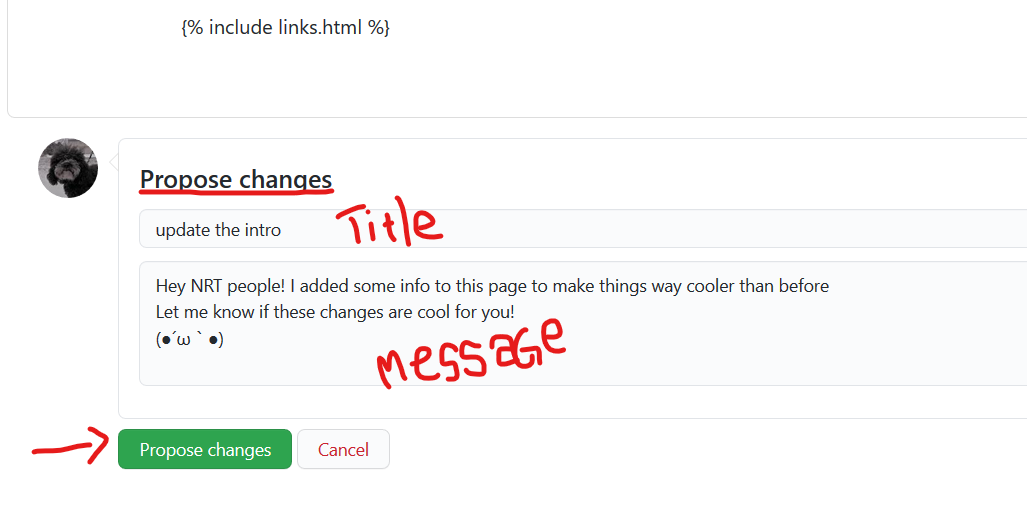 {% include links.html %}
Propose changes
update the intro
Title
Hey NRT people! I added some info to this page to make things way cooler than before
Let me know if these changes are cool for you!
(●´ω｀●)
MESSAGE
Propose changes
Cancel